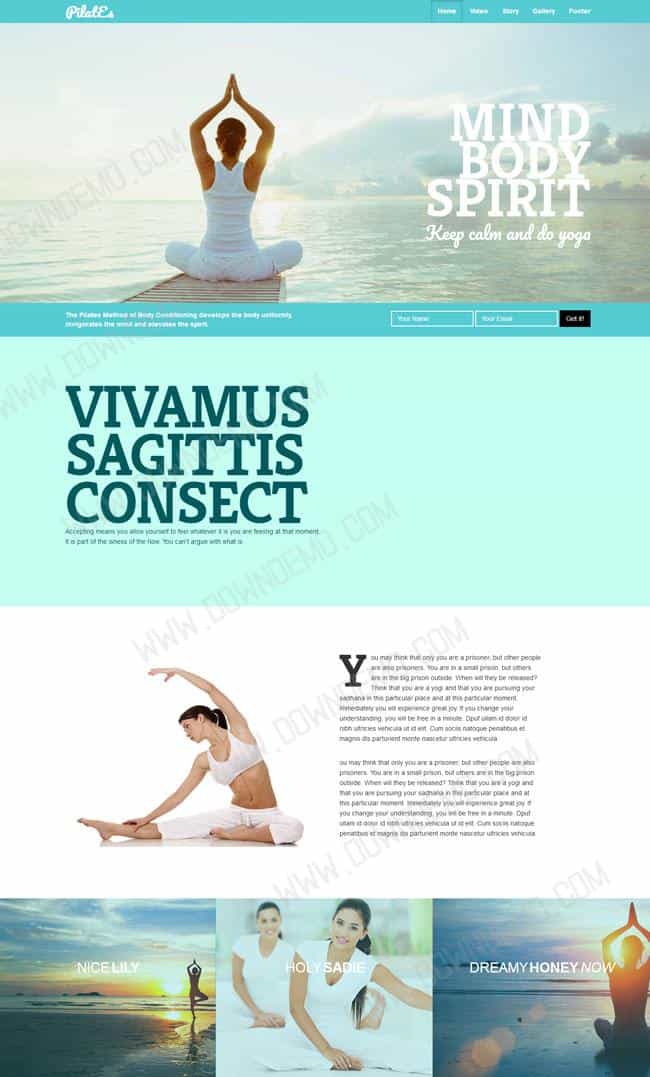 PilatEs
Home Video Story Gallery Footer
MIND
BODY
SPIRIT
Keep calm and do yoga
The Pilates Method of Body Conditioning develops the body uniformly,
invigorates the mind and elevates the spirit.
Your Name Your Email Get it!
VIVAMUS
SAGITTIS
CONSECT
Accepting means you allow yourself to feel whatever it is you are feeling at that moment.
It is part of the isness of the Now. You can't argue with what is
You may think that only you are a prisoner, but other people
are also prisoners. You are in a small prison, but others
are in the big prison outside. When will they be released?
Think that you are a yogi and that you are pursuing your
sadhana in this particular place and at this particular moment.
Immediately you will experience great joy. If you change your
understanding, you will be free in a minute. Dpuf ullam id dolor id
nibh ultricies vehicula ut id elit. Cum sociis natoque penatibus et
magnis dis parturient monte nascetur ultricies vehicula.
ou may think that only you are a prisoner, but other people are also
prisoners. You are in a small prison, but others are in the big prison
outside. When will they be released? Think that you are a yogi and
that you are pursuing your sadhana in this particular place and at
this particular moment. Immediately you will experience great joy. If
you change your understanding, you will be free in a minute. Dpuf
ullam id dolor id nibh ultricies vehicula ut id elit. Cum sociis natoque
penatibus et magnis dis parturient monte nascetur ultricies vehicula.
NICE LILY
HOLY SADIE
DREAMY HONEY NOW
WWW.DOWNDEMO.COM